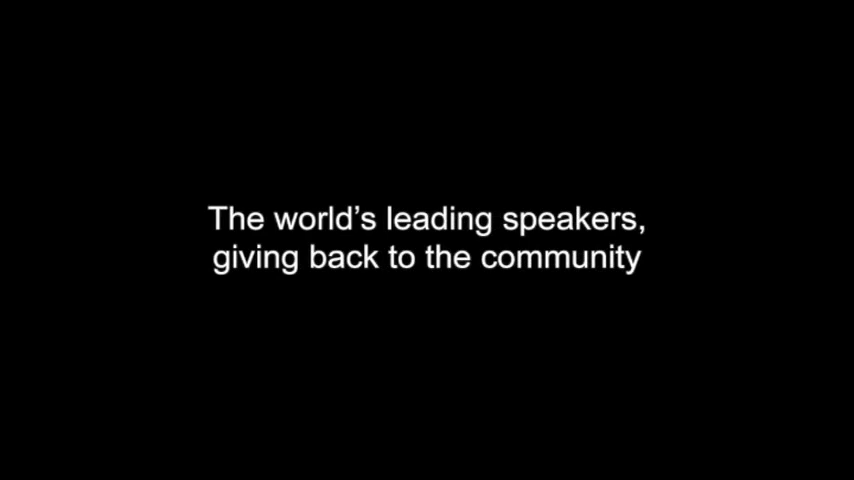 The world’s leading speakers,
giving back to the community